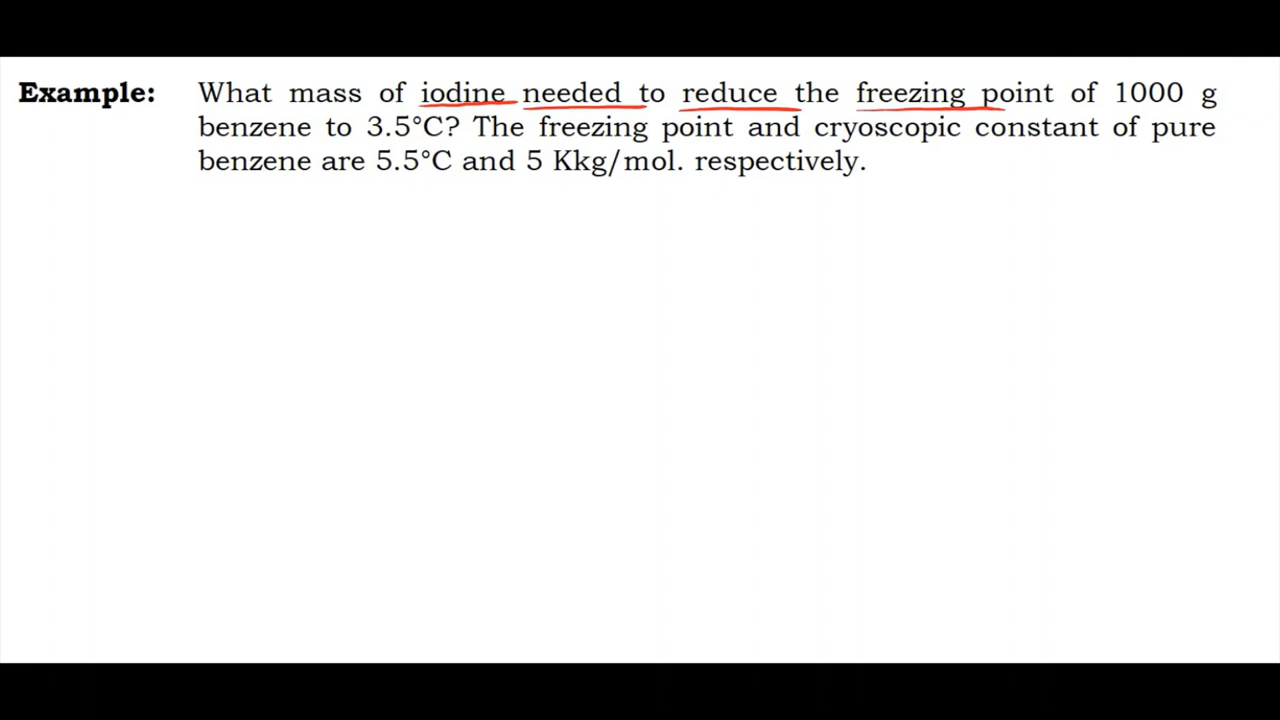 Example: What mass of iodine needed to reduce the freezing point of 1000 g
benzene to 3.5°C? The freezing point and cryoscopic constant of pure
benzene are 5.5°C and 5 Kkg/mol. respectively.